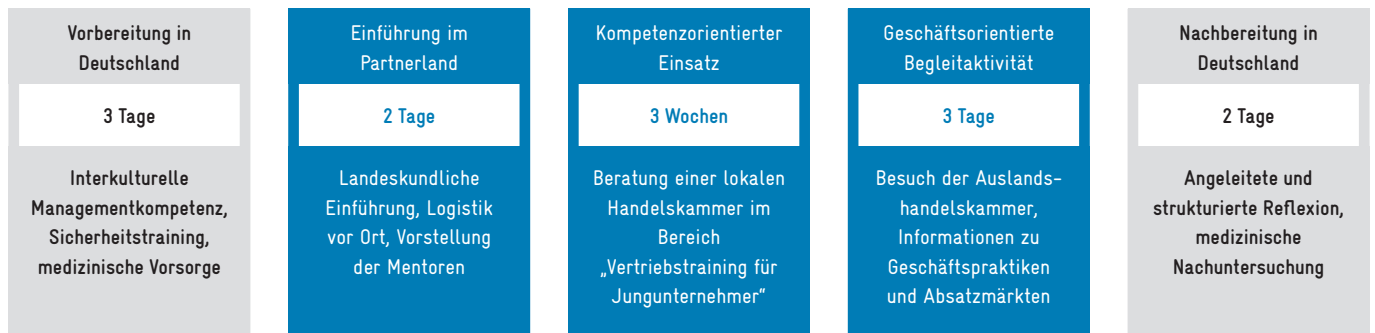 Vorbereitung in
Deutschland
3 Tage
Interkulturelle
Managementkompetenz,
Sicherheitstraining,
medizinische Vorsorge
Einführung im
Partnerland
2 Tage
Landeskundliche
Einführung, Logistik
vor Ort, Vorstellung
der Mentoren
Kompetenzorientierter
Einsatz
3 Wochen
Beratung einer lokalen
Handelskammer im
Bereich
„Vertriebstraining für
Jungunternehmer“
Geschäftsorientierte
Begleitaktivität
3 Tage
Besuch der Auslands-
handelskammer,
Informationen zu
Geschäftspraktiken
und Absatzmärkten
Nachbereitung in
Deutschland
2 Tage
Angeleitete und
strukturierte Reflexion,
medizinische
Nachuntersuchung